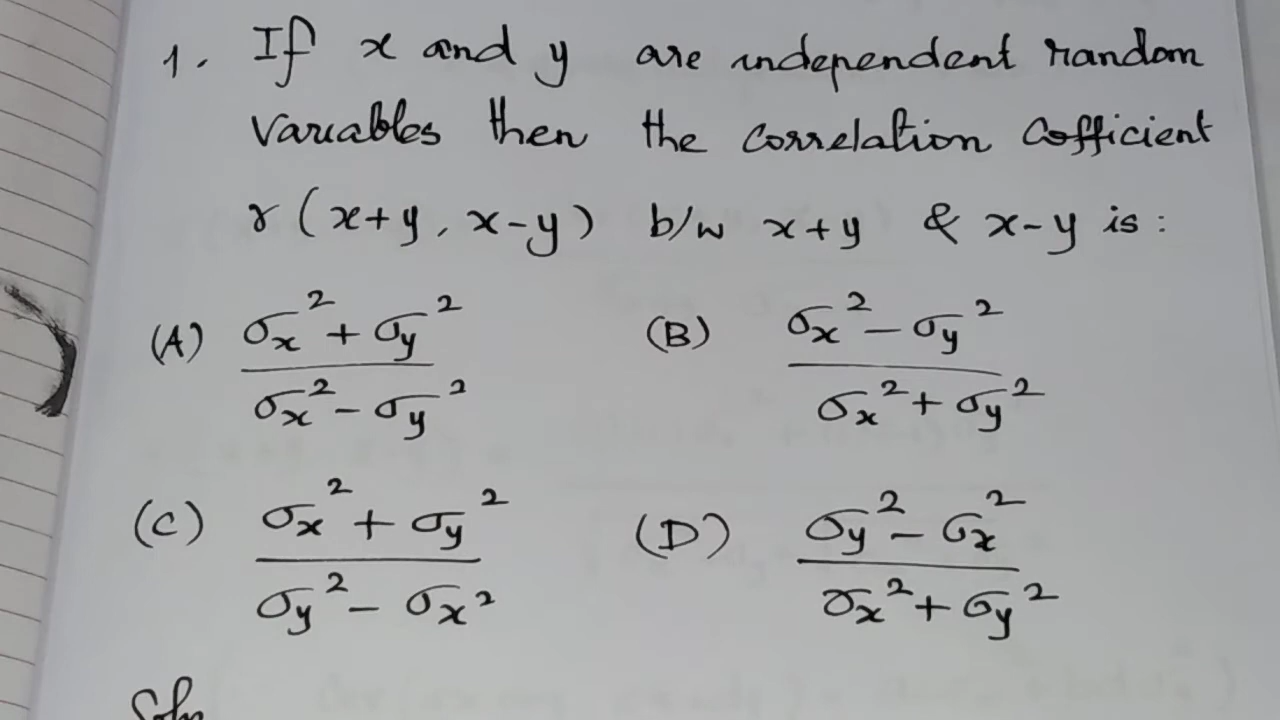 1. If x and y are independent random
variables then the correlation cofficient
r (x+y, x-y) b/w x+y & x-y is :
(A) σx² + σy² / σx² - σy² (B) σx² - σy² / σx² + σy²
(C) σx² + σy² / σy² - σx² (D) σy² - σx² / σx² + σy²
Soln